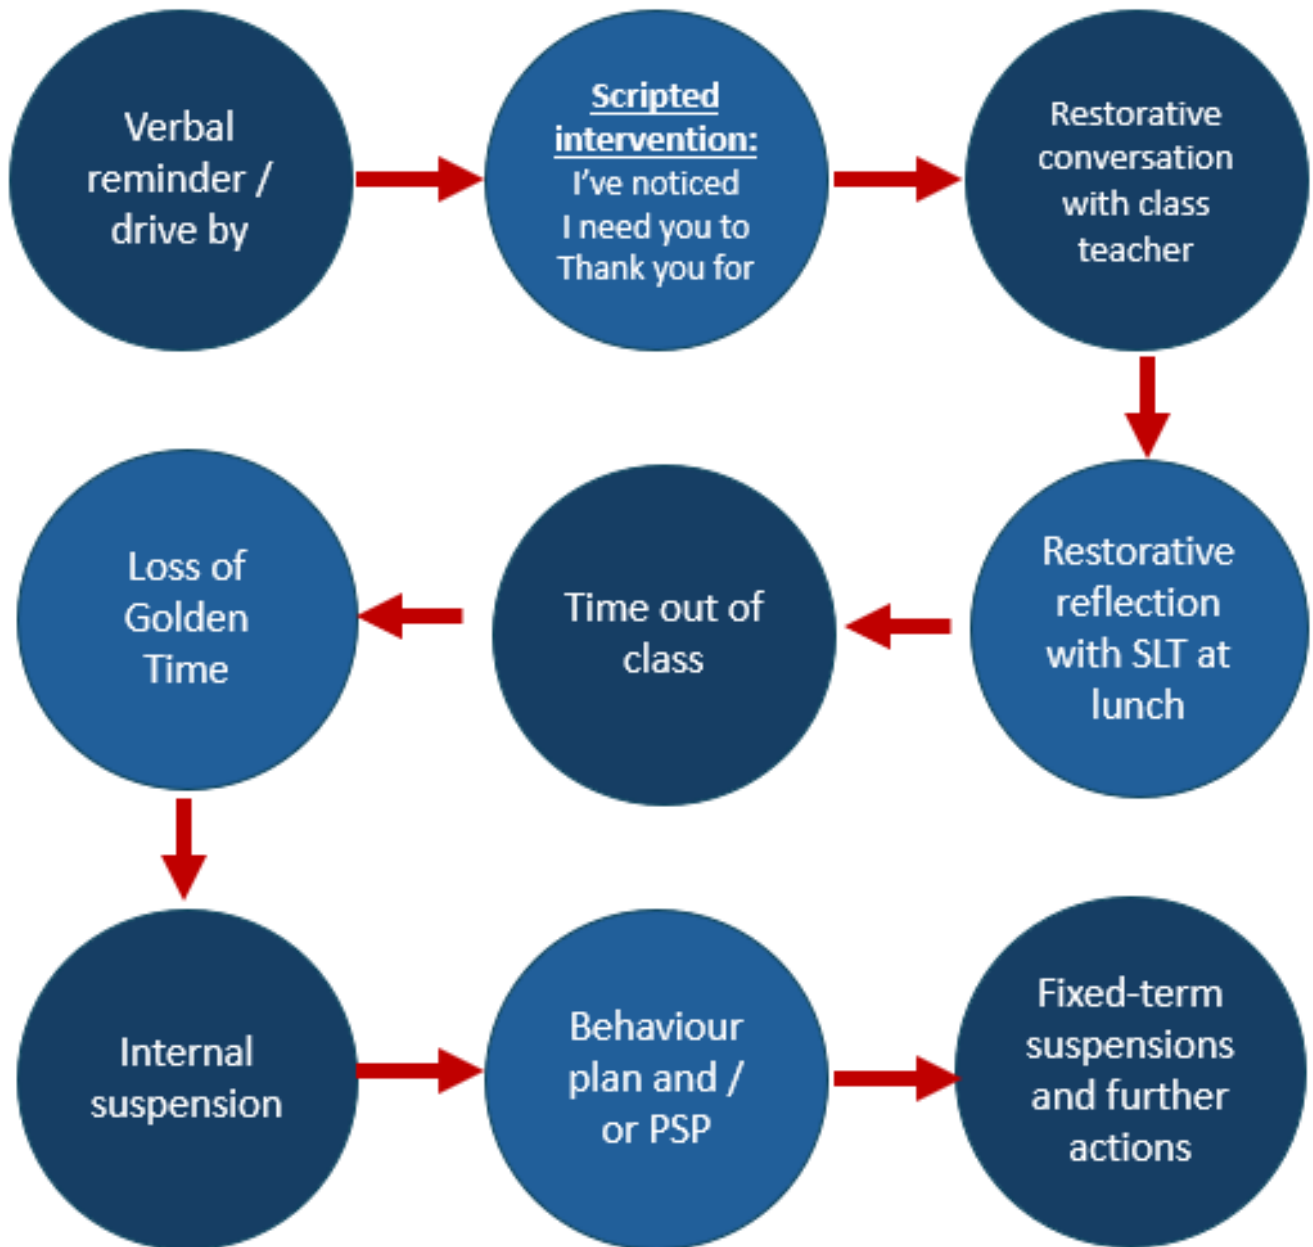 Verbal
reminder /
drive by
Scripted
intervention:
I've noticed
I need you to
Thank you for
Restorative
conversation
with class
teacher
Restorative
reflection
with SLT at
lunch
Time out of
class
Loss of
Golden
Time
Internal
suspension
Behaviour
plan and /
or PSP
Fixed-term
suspensions
and further
actions